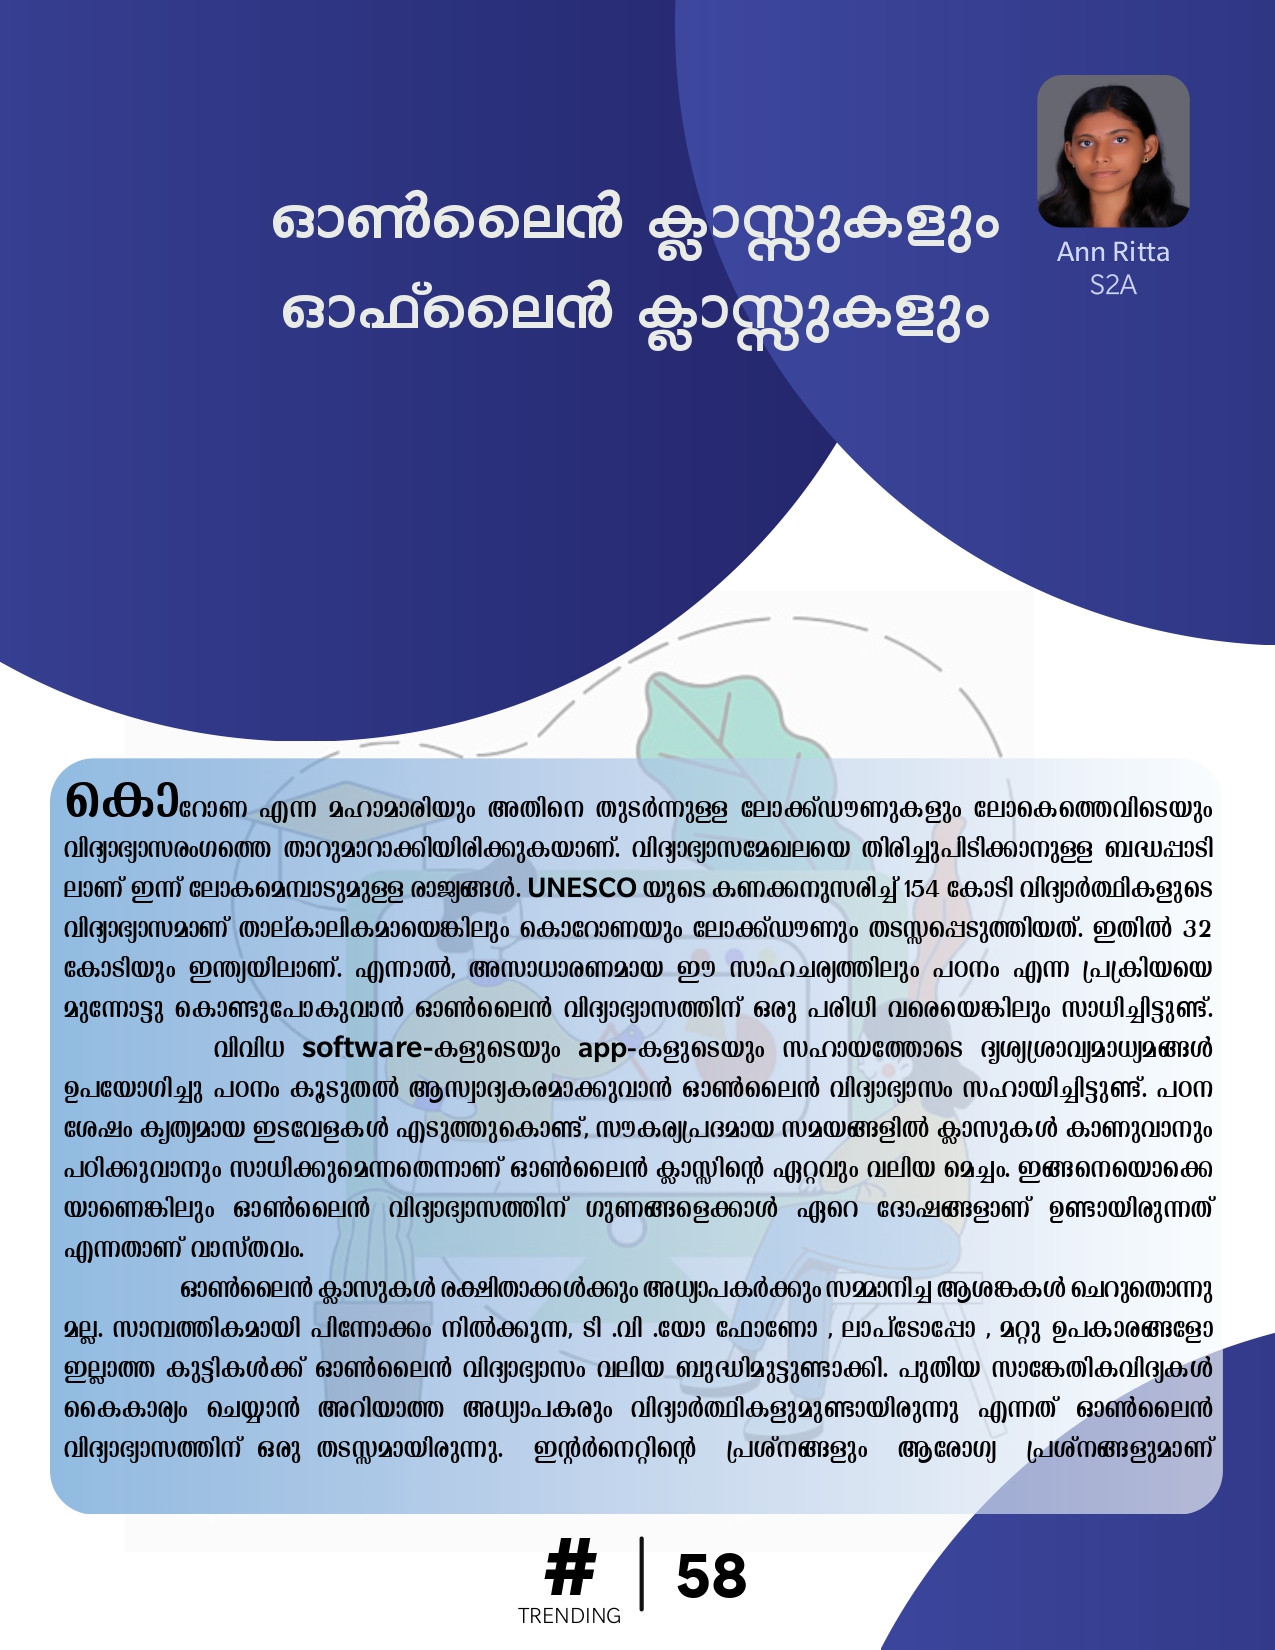 ഓൺലൈൻ ക്ലാസ്സുകളും
ഓഫ്‌ലൈൻ ക്ലാസ്സുകളും
Ann Ritta
S2A
കൊറോണ എന്ന മഹാമാരിയും അതിനെ തുടർന്നുള്ള ലോക്ക്ഡൗണുകളും ലോകെത്തെവിടെയും
വിദ്യാഭ്യാസരംഗത്തെ താറുമാറാക്കിയിരിക്കുകയാണ്. വിദ്യാഭ്യാസമേഖലയെ തിരിച്ചുപിടിക്കാനുള്ള ബദ്ധപ്പാടി
ലാണ് ഇന്ന് ലോകമെമ്പാടുമുള്ള രാജ്യങ്ങൾ. UNESCO യുടെ കണക്കനുസരിച്ച് 154 കോടി വിദ്യാർത്ഥികളുടെ
വിദ്യാഭ്യാസമാണ് താല്കാലികമായെങ്കിലും കൊറോണയും ലോക്ക്ഡൗണും തടസ്സപ്പെടുത്തിയത്. ഇതിൽ 32
കോടിയും ഇന്ത്യയിലാണ്. എന്നാൽ, അസാധാരണമായ ഈ സാഹചര്യത്തിലും പഠനം എന്ന പ്രക്രിയയെ
മുന്നോട്ടു കൊണ്ടുപോകുവാൻ ഓൺലൈൻ വിദ്യാഭ്യാസത്തിന് ഒരു പരിധി വരെയെങ്കിലും സാധിച്ചിട്ടുണ്ട്.
വിവിധ software-കളുടെയും app-കളുടെയും സഹായത്തോടെ ദൃശ്യശ്രാവ്യമാധ്യമങ്ങൾ
ഉപയോഗിച്ചു പഠനം കൂടുതൽ ആസ്വാദ്യകരമാക്കുവാൻ ഓൺലൈൻ വിദ്യാഭ്യാസം സഹായിച്ചിട്ടുണ്ട്. പഠന
ശേഷം കൃത്യമായ ഇടവേളകൾ എടുത്തുകൊണ്ട്, സൗകര്യപ്രദമായ സമയങ്ങളിൽ ക്ലാസുകൾ കാണുവാനും
പഠിക്കുവാനും സാധിക്കുമെന്നതെന്നാണ് ഓൺലൈൻ ക്ലാസ്സിന്റെ ഏറ്റവും വലിയ മെച്ചം. ഇങ്ങനെയൊക്കെ
യാണെങ്കിലും ഓൺലൈൻ വിദ്യാഭ്യാസത്തിന് ഗുണങ്ങളെക്കാൾ ഏറെ ദോഷങ്ങളാണ് ഉണ്ടായിരുന്നത്
എന്നതാണ് വാസ്തവം.
ഓൺലൈൻ ക്ലാസുകൾ രക്ഷിതാക്കൾക്കും അധ്യാപകർക്കും സമ്മാനിച്ച ആശങ്കകൾ ചെറുതൊന്നു
മല്ല. സാമ്പത്തികമായി പിന്നോക്കം നിൽക്കുന്ന, ടി .വി .യോ ഫോണോ , ലാപ്ടോപ്പോ , മറ്റു ഉപകാരങ്ങളോ
ഇല്ലാത്ത കുട്ടികൾക്ക് ഓൺലൈൻ വിദ്യാഭ്യാസം വലിയ ബുദ്ധിമുട്ടുണ്ടാക്കി. പുതിയ സാങ്കേതികവിദ്യകൾ
കൈകാര്യം ചെയ്യാൻ അറിയാത്ത അധ്യാപകരും വിദ്യാർത്ഥികളുമുണ്ടായിരുന്നു എന്നത് ഓൺലൈൻ
വിദ്യാഭ്യാസത്തിന് ഒരു തടസ്സമായിരുന്നു. ഇന്റർനെറ്റിന്റെ പ്രശ്നങ്ങളും ആരോഗ്യ പ്രശ്നങ്ങളുമാണ്
# | 58
TRENDING